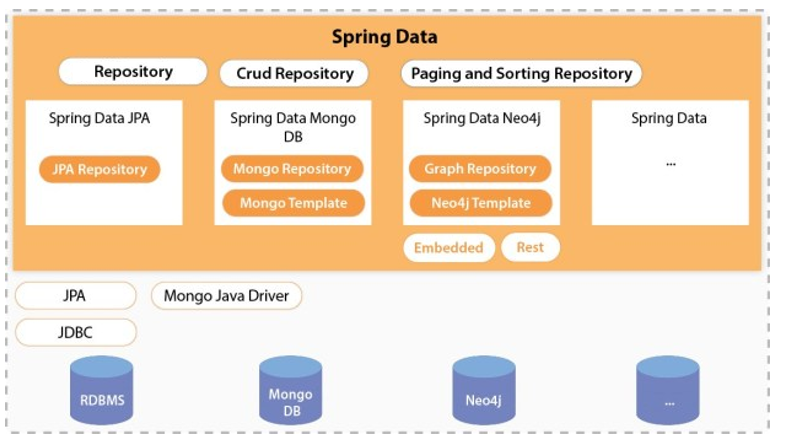 Spring Data
Repository
Crud Repository
Paging and Sorting Repository
Spring Data JPA
JPA Repository
Spring Data Mongo
DB
Mongo Repository
Mongo Template
Spring Data Neo4j
Graph Repository
Neo4j Template
Spring Data
...
Embedded
Rest
JPA
Mongo Java Driver
JDBC
RDBMS
Mongo
DB
Neo4j
...